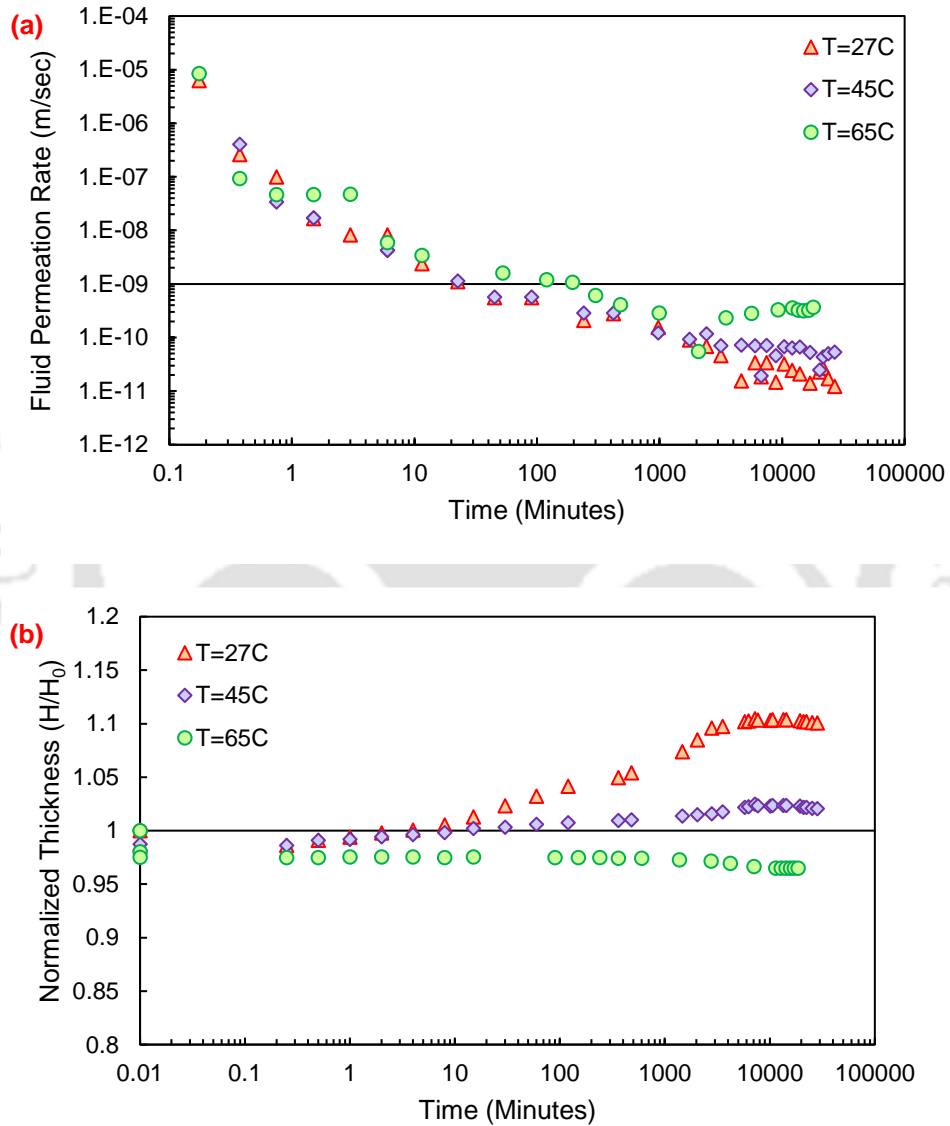 (a)
Fluid Permeation Rate (m/sec)
1.E-04
1.E-05
1.E-06
1.E-07
1.E-08
1.E-09
1.E-10
1.E-11
1.E-12
T=27C
T=45C
T=65C
0.1 1 10 100 1000 10000 100000
Time (Minutes)
(b)
Normalized Thickness (H/H0)
1.2
1.15
1.1
1.05
1
0.95
0.9
0.85
0.8
T=27C
T=45C
T=65C
0.01 0.1 1 10 100 1000 10000 100000
Time (Minutes)